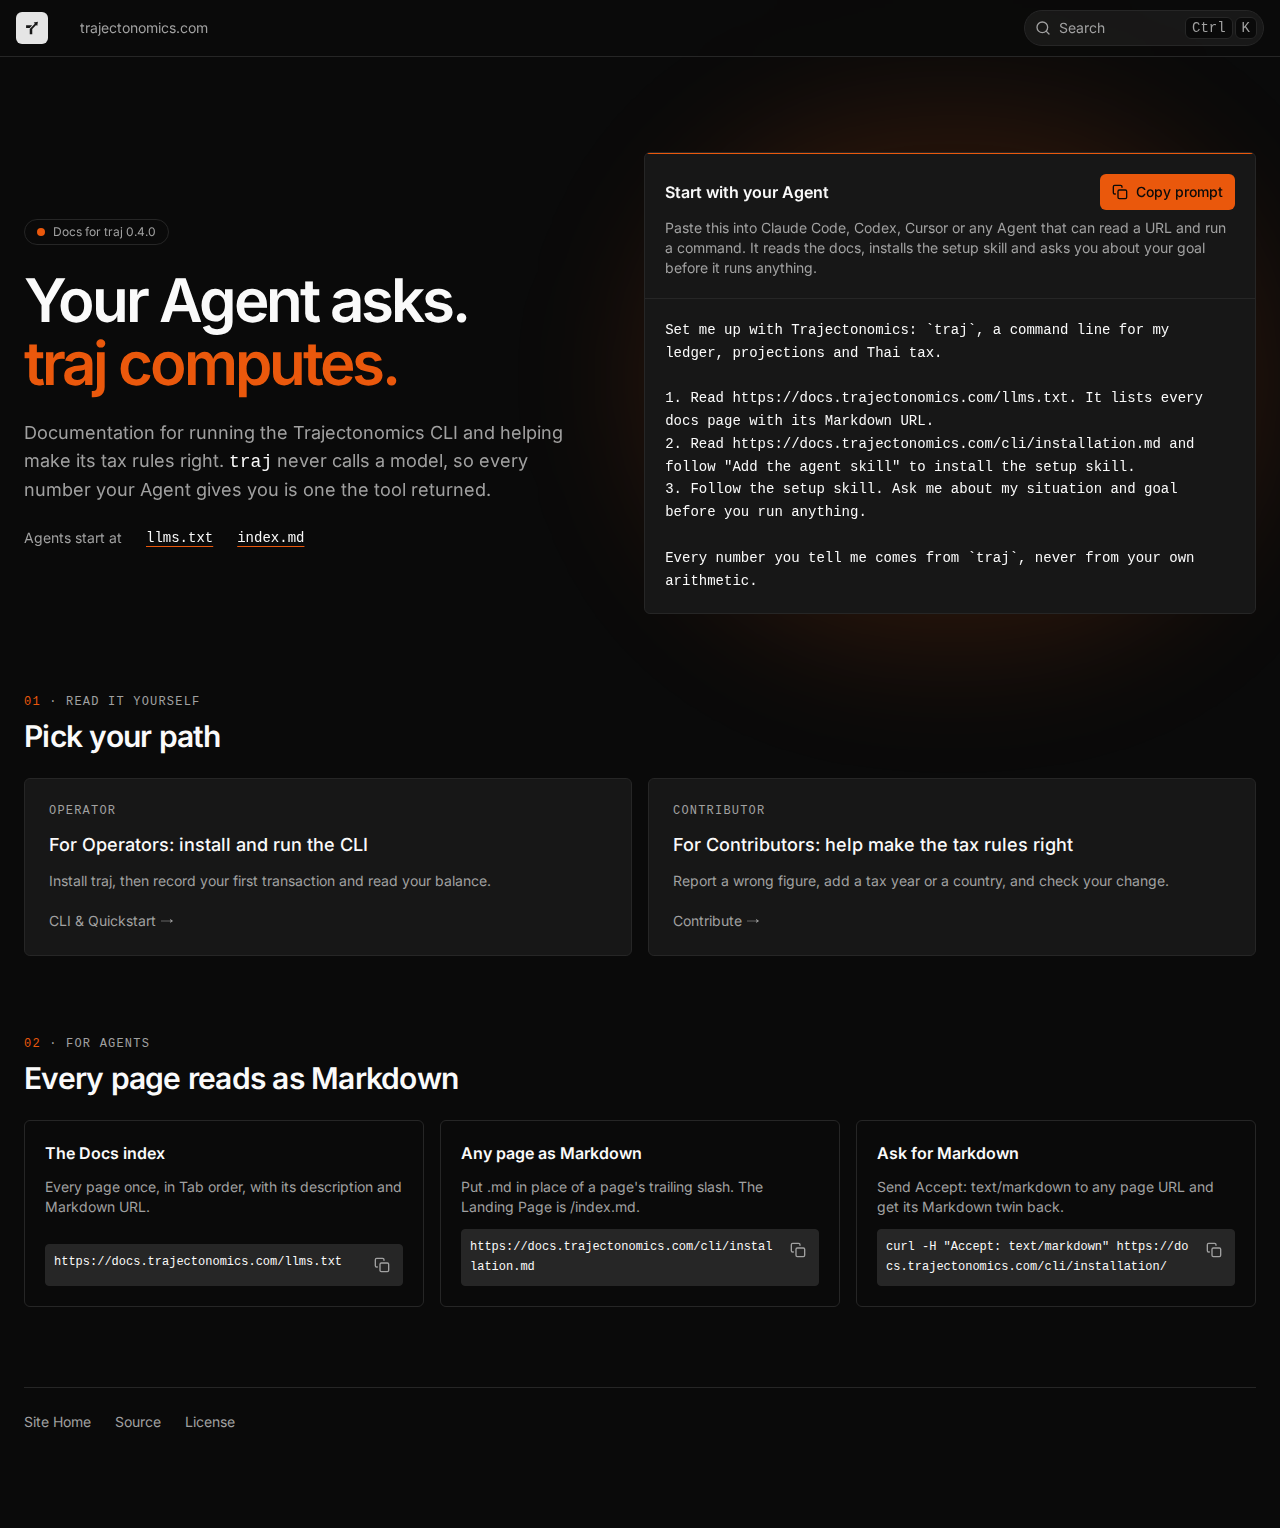 trajectonomics.com
Search
Ctrl K
Docs for traj 0.4.0
Your Agent asks.
traj computes.
Documentation for running the Trajectonomics CLI and helping
make its tax rules right. traj never calls a model, so every
number your Agent gives you is one the tool returned.
Agents start at llms.txt index.md
Start with your Agent
Copy prompt
Paste this into Claude Code, Codex, Cursor or any Agent that can read a URL and run
a command. It reads the docs, installs the setup skill and asks you about your goal
before it runs anything.
Set me up with Trajectonomics: `traj`, a command line for my
ledger, projections and Thai tax.
1. Read https://docs.trajectonomics.com/llms.txt. It lists every
docs page with its Markdown URL.
2. Read https://docs.trajectonomics.com/cli/installation.md and
follow "Add the agent skill" to install the setup skill.
3. Follow the setup skill. Ask me about my situation and goal
before you run anything.
Every number you tell me comes from `traj`, never from your own
arithmetic.
01 · READ IT YOURSELF
Pick your path
OPERATOR
For Operators: install and run the CLI
Install traj, then record your first transaction and read your balance.
CLI & Quickstart →
CONTRIBUTOR
For Contributors: help make the tax rules right
Report a wrong figure, add a tax year or a country, and check your change.
Contribute →
02 · FOR AGENTS
Every page reads as Markdown
The Docs index
Every page once, in Tab order, with its description and
Markdown URL.
https://docs.trajectonomics.com/llms.txt
Any page as Markdown
Put .md in place of a page's trailing slash. The
Landing Page is /index.md.
https://docs.trajectonomics.com/cli/instal
lation.md
Ask for Markdown
Send Accept: text/markdown to any page URL and
get its Markdown twin back.
curl -H "Accept: text/markdown" https://do
cs.trajectonomics.com/cli/installation/
Site Home Source License